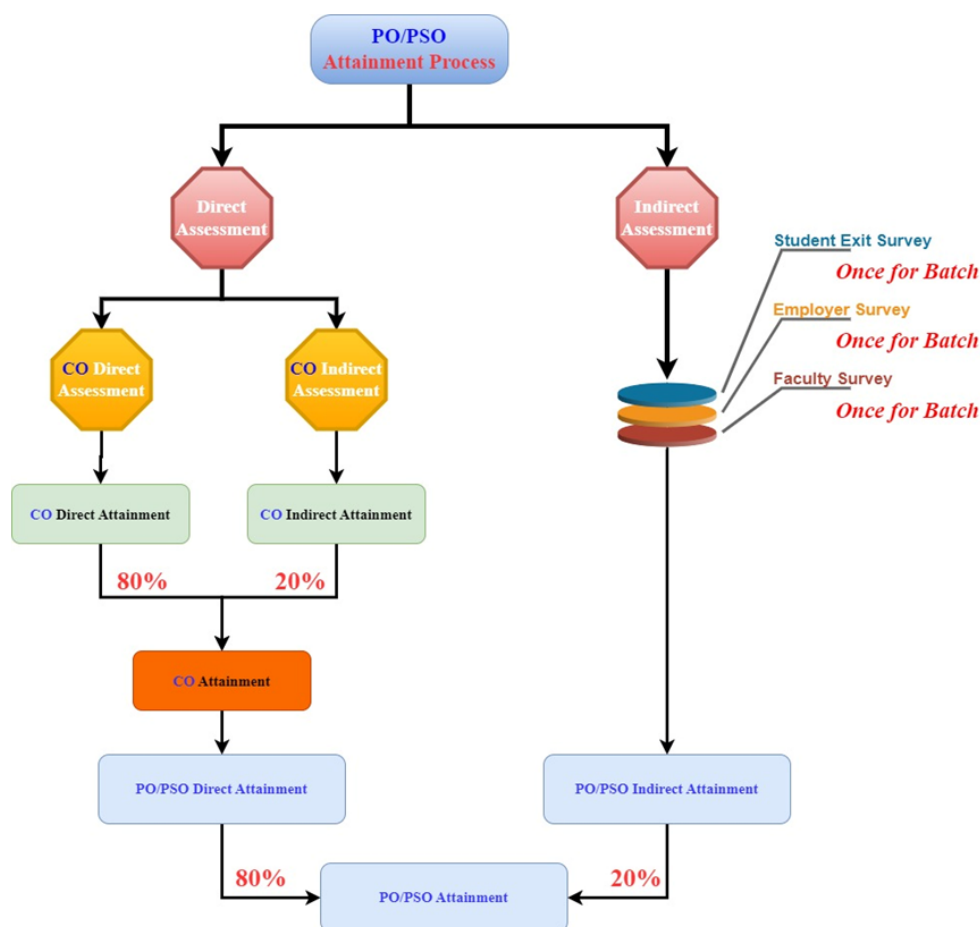 PO/PSO
Attainment Process
Direct
Assessment
Indirect
Assessment
Student Exit Survey
Once for Batch
Employer Survey
Once for Batch
Faculty Survey
Once for Batch
CO Direct
Assessment
CO Indirect
Assessment
CO Direct Attainment
CO Indirect Attainment
80%
20%
CO Attainment
PO/PSO Direct Attainment
PO/PSO Indirect Attainment
80%
20%
PO/PSO Attainment